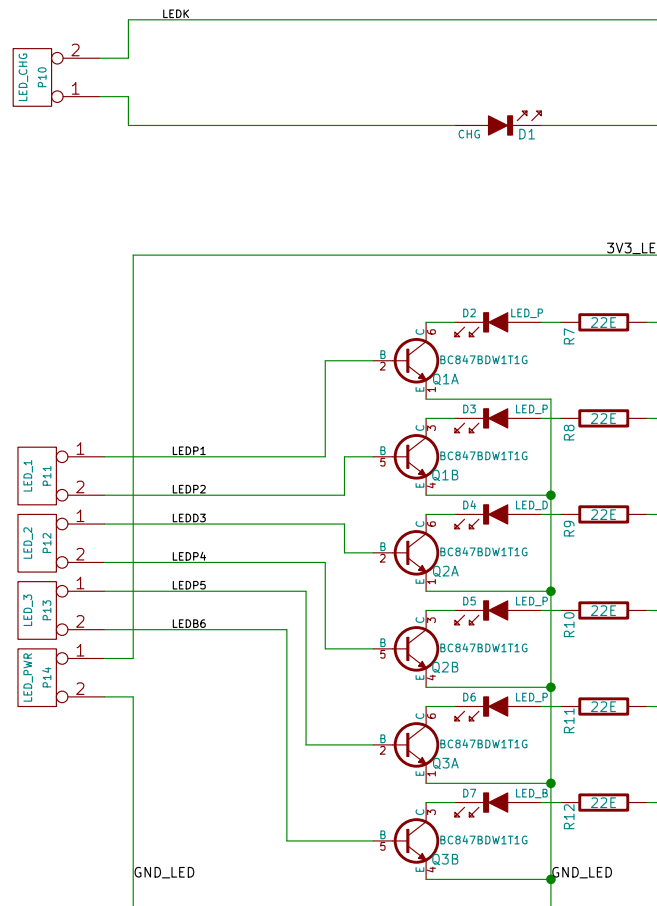 LEDK
LED_CHG
P10
2
1
CHG
D1
3V3_LE
D2
LED_P
R7
22E
C
6
B
2
BC847BDW1T1G
Q1A
E
1
D3
LED_P
R8
22E
C
3
LED_1
P11
1
LEDP1
B
5
BC847BDW1T1G
Q1B
2
LEDP2
E
4
D4
LED_D
R9
22E
LED_2
P12
1
LEDD3
C
6
2
LEDP4
B
2
BC847BDW1T1G
Q2A
E
1
LED_3
P13
1
LEDP5
D5
LED_P
R10
22E
2
LEDB6
C
3
LED_PWR
P14
1
B
5
BC847BDW1T1G
Q2B
2
E
4
D6
LED_P
R11
22E
C
6
B
2
BC847BDW1T1G
Q3A
E
1
D7
LED_B
R12
22E
C
3
B
5
BC847BDW1T1G
Q3B
E
4
GND_LED
GND_LED